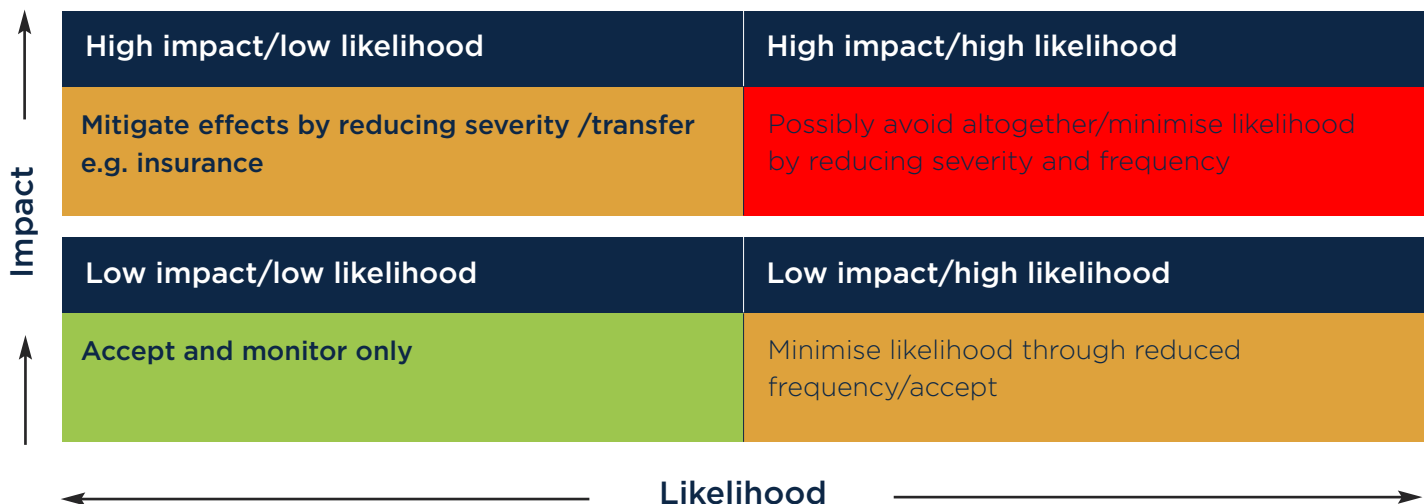 High impact/low likelihood
High impact/high likelihood
Mitigate effects by reducing severity /transfer
e.g. insurance
Possibly avoid altogether/minimise likelihood
by reducing severity and frequency
Impact
Low impact/low likelihood
Low impact/high likelihood
Accept and monitor only
Minimise likelihood through reduced
frequency/accept
Likelihood